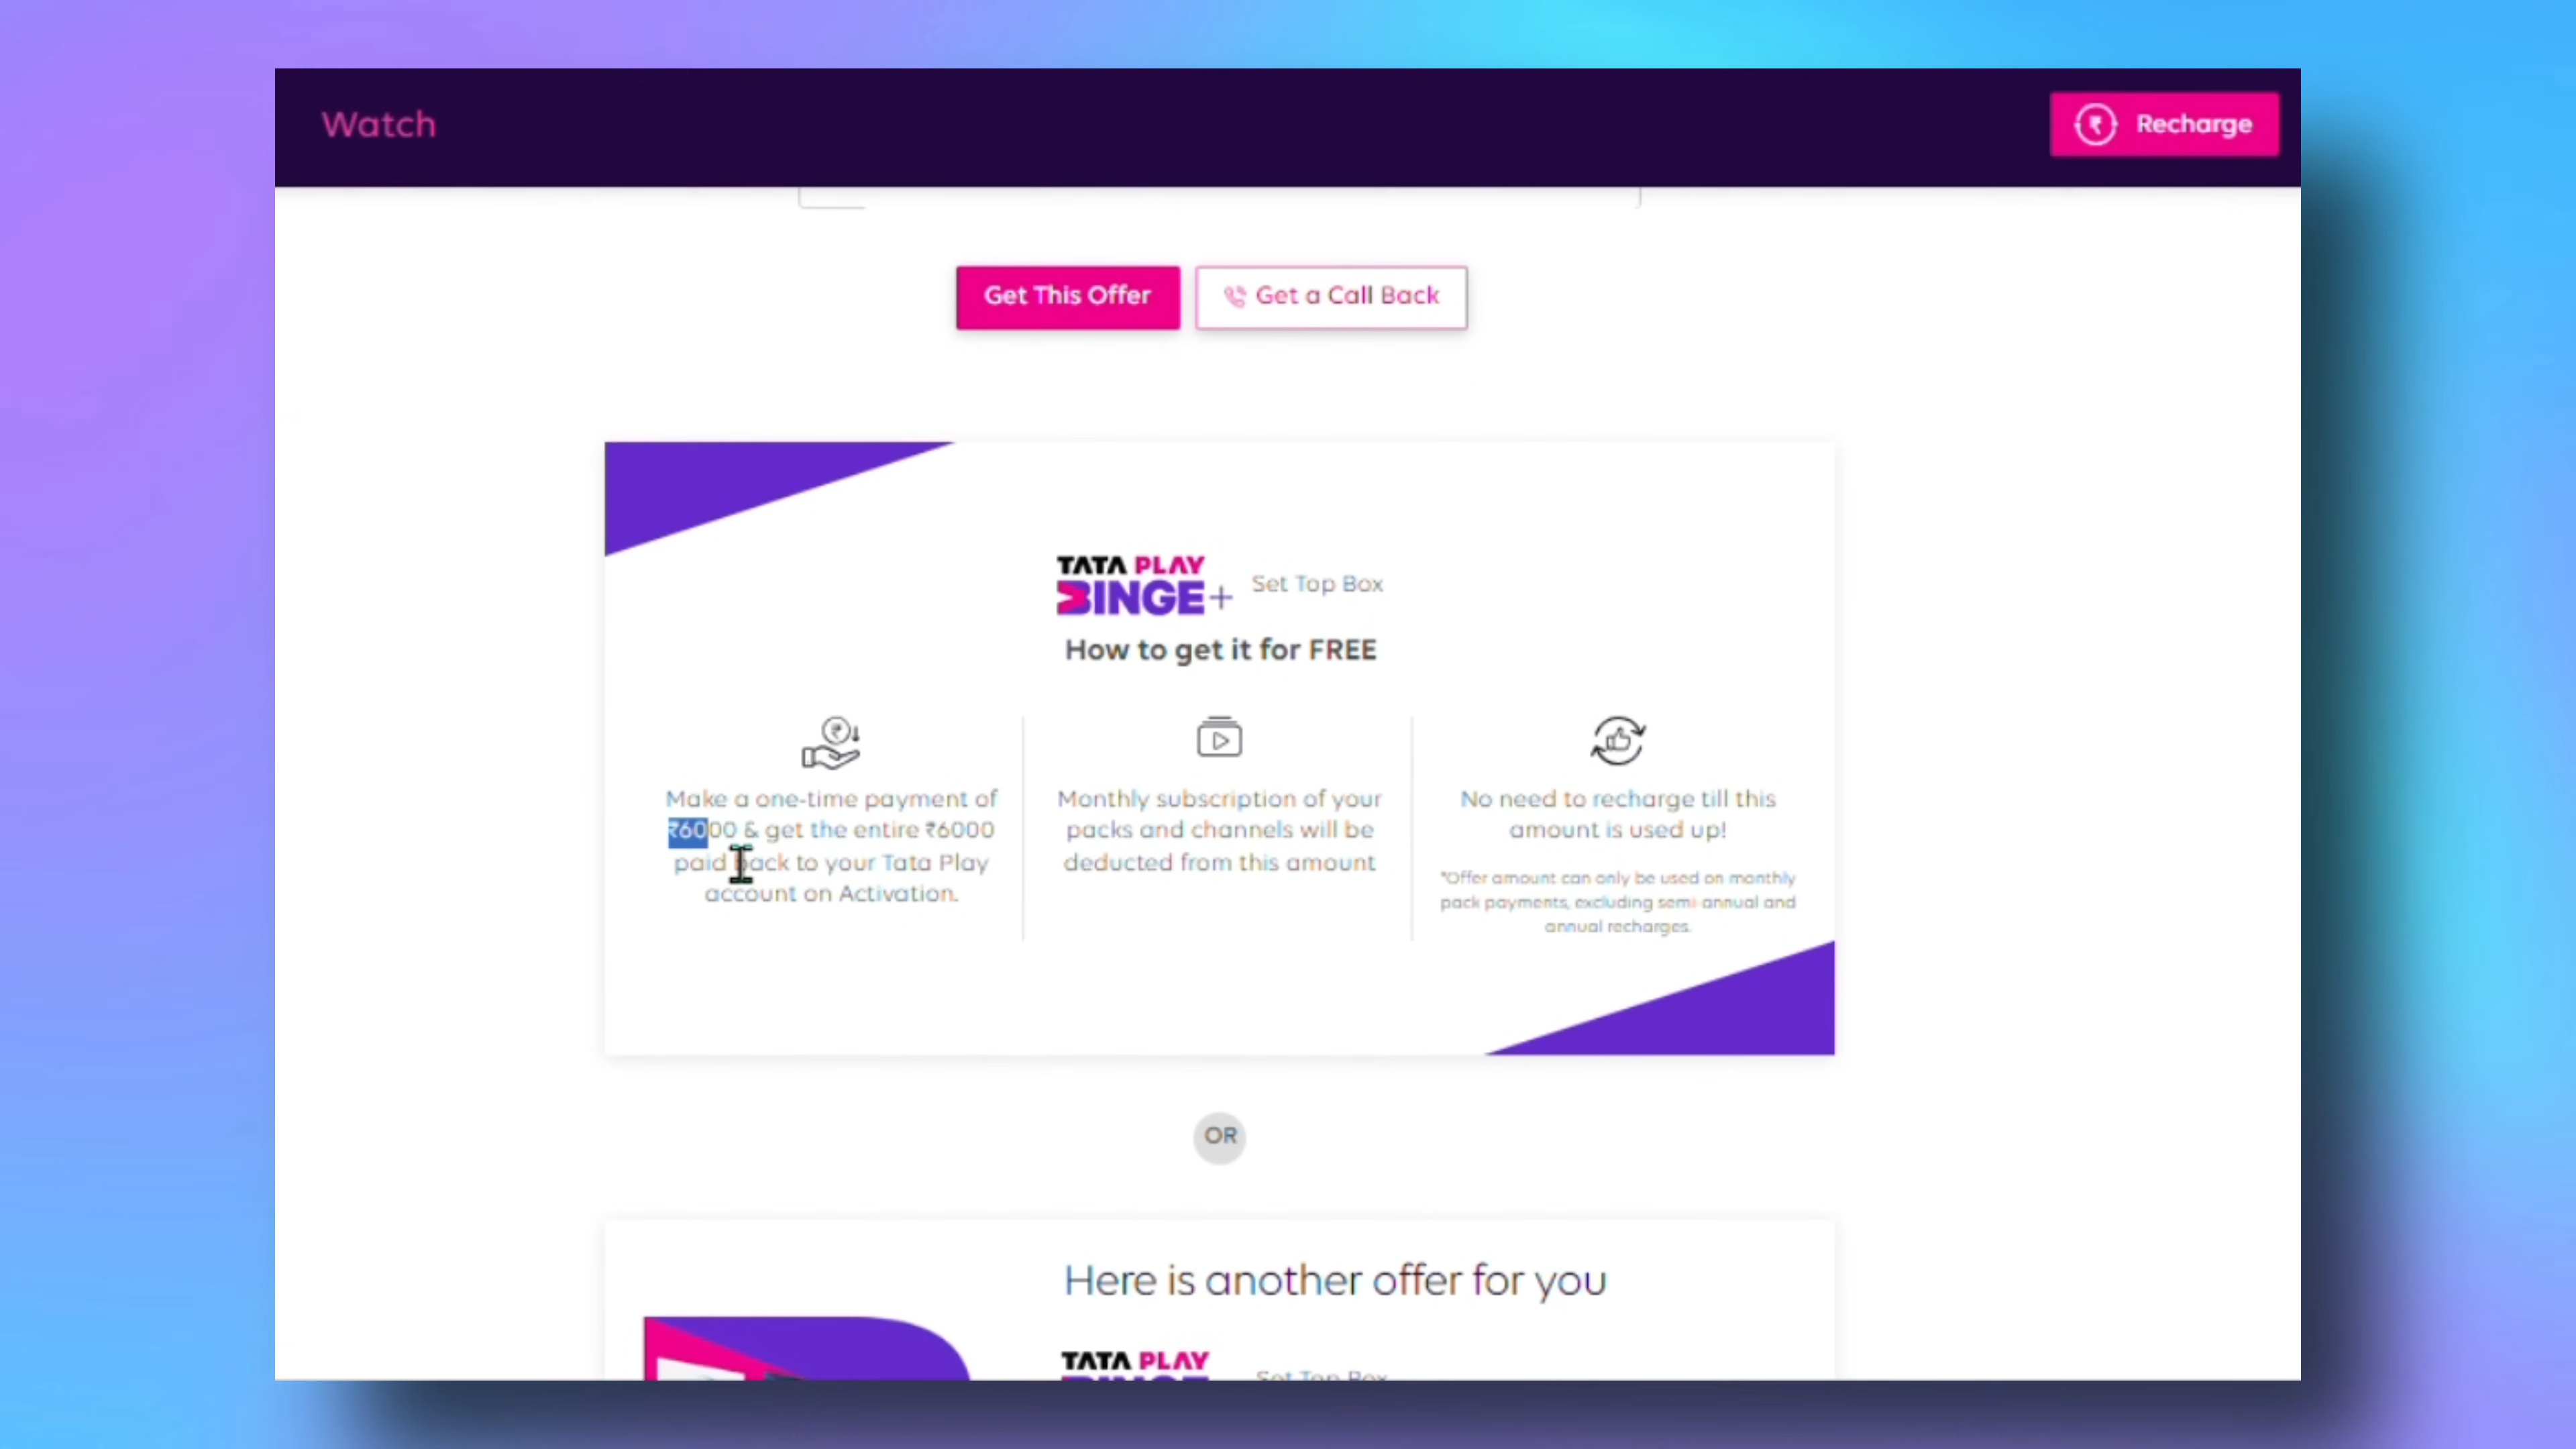 Watch
Recharge
Get This Offer
Get a Call Back
TATA PLAY
BINGE+
Set Top Box
How to get it for FREE
Make a one-time payment of
₹6000 & get the entire ₹6000
paid back to your Tata Play
account on Activation.
Monthly subscription of your
packs and channels will be
deducted from this amount
No need to recharge till this
amount is used up!
*Offer amount can only be used on monthly
pack payments, excluding semi-annual and
annual recharges.
OR
Here is another offer for you
TATA PLAY
Set Top Box